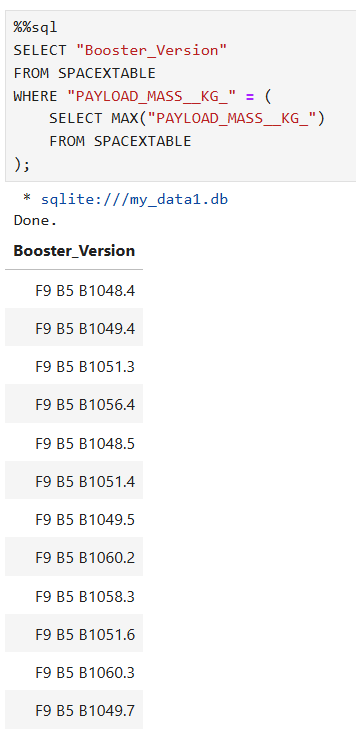 %%sql
SELECT "Booster_Version"
FROM SPACEXTABLE
WHERE "PAYLOAD_MASS__KG_" = (
    SELECT MAX("PAYLOAD_MASS__KG_")
    FROM SPACEXTABLE
);
* sqlite:///my_data1.db
Done.
Booster_Version
F9 B5 B1048.4
F9 B5 B1049.4
F9 B5 B1051.3
F9 B5 B1056.4
F9 B5 B1048.5
F9 B5 B1051.4
F9 B5 B1049.5
F9 B5 B1060.2
F9 B5 B1058.3
F9 B5 B1051.6
F9 B5 B1060.3
F9 B5 B1049.7